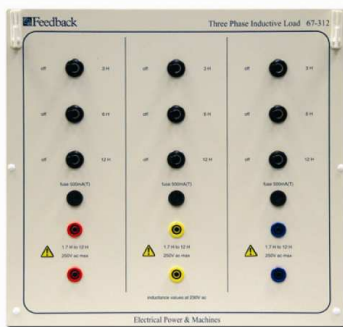 Feedback
Three Phase Inductive Load 67-312
off 3 H off 3 H off 3 H
off 6 H off 6 H off 6 H
off 12 H off 12 H off 12 H
fuse 500mA(T) fuse 500mA(T) fuse 500mA(T)
1.7 H to 12 H 1.7 H to 12 H 1.7 H to 12 H
250V ac max 250V ac max 250V ac max
inductance values at 250V ac
Electrical Power & Machines